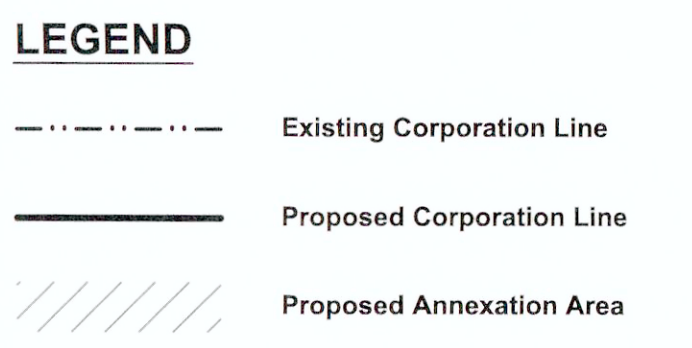 LEGEND
Existing Corporation Line
Proposed Corporation Line
Proposed Annexation Area